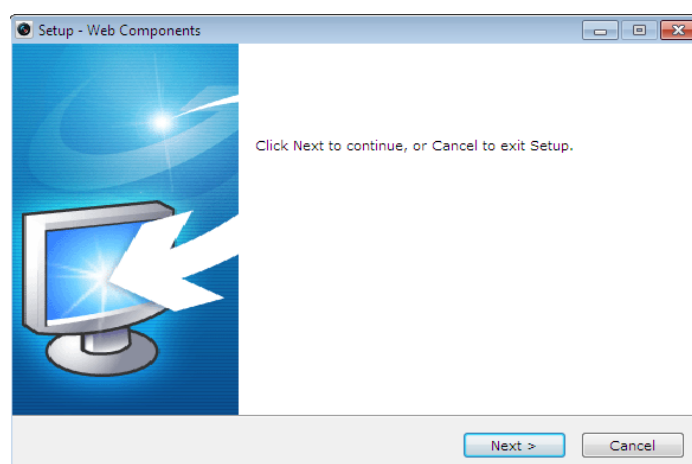 Setup - Web Components
Click Next to continue, or Cancel to exit Setup.
Next >
Cancel